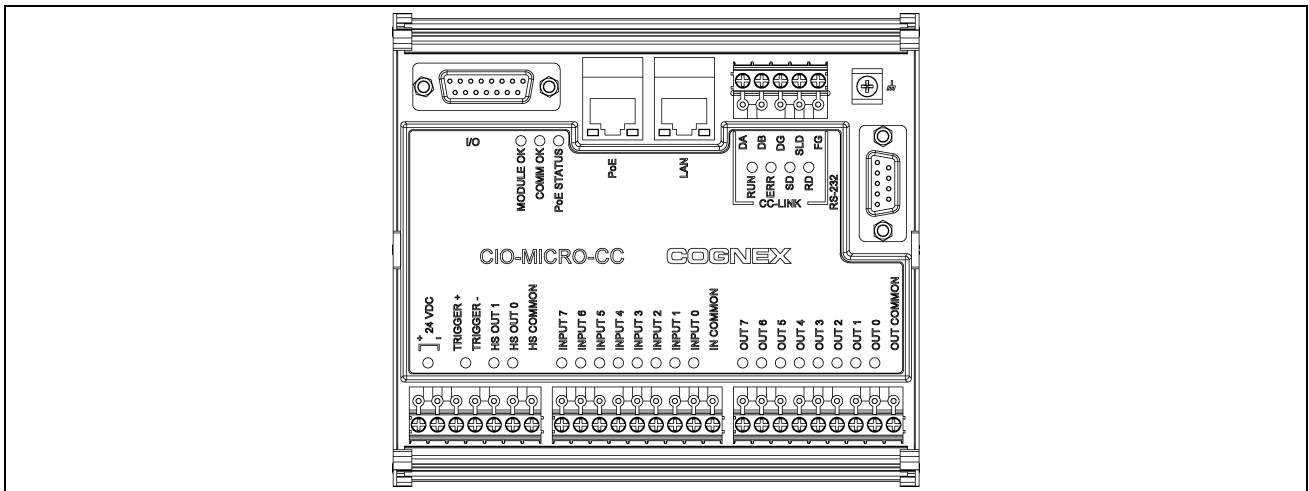 I/O
MODULE OK
COMM OK
PoE STATUS
PoE
LAN
DA
DB
DG
SLD
FG
RUN
ERR
SD
RD
CC-LINK
RS-232
CIO-MICRO-CC
COGNEX
+
-
24 VDC
TRIGGER +
TRIGGER -
HS OUT 1
HS OUT 0
HS COMMON
INPUT 7
INPUT 6
INPUT 5
INPUT 4
INPUT 3
INPUT 2
INPUT 1
INPUT 0
IN COMMON
OUT 7
OUT 6
OUT 5
OUT 4
OUT 3
OUT 2
OUT 1
OUT 0
OUT COMMON